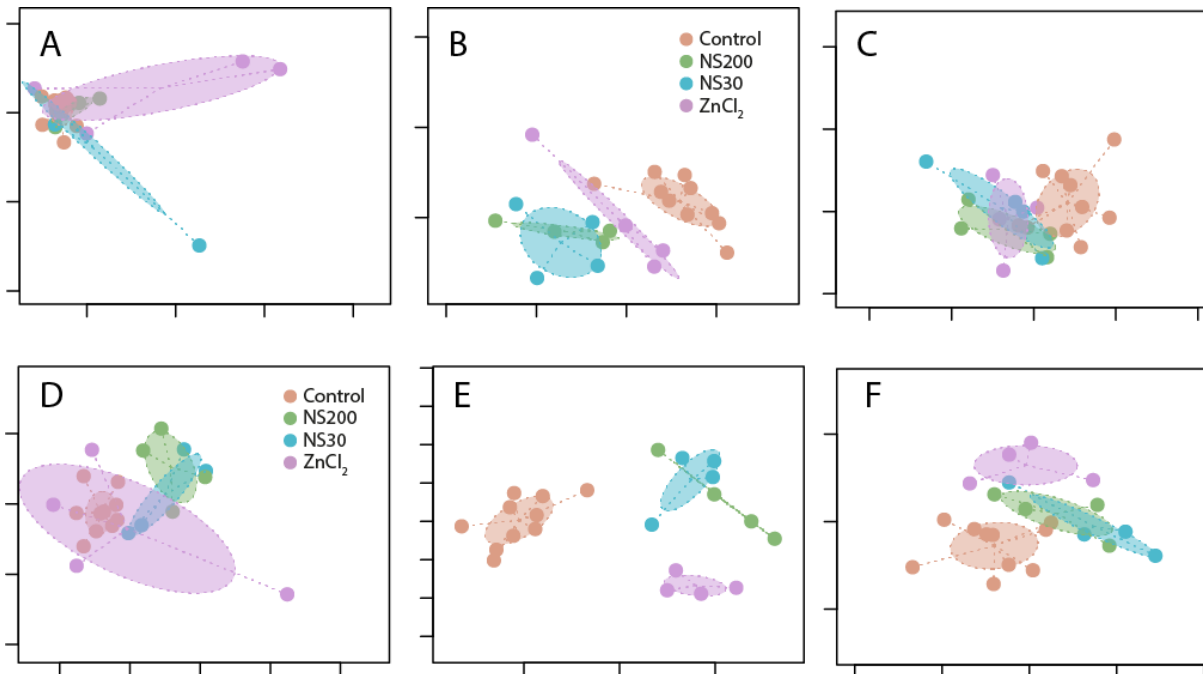 A
B
Control
NS200
NS30
ZnCl₂
C
D
Control
NS200
NS30
ZnCl₂
E
F